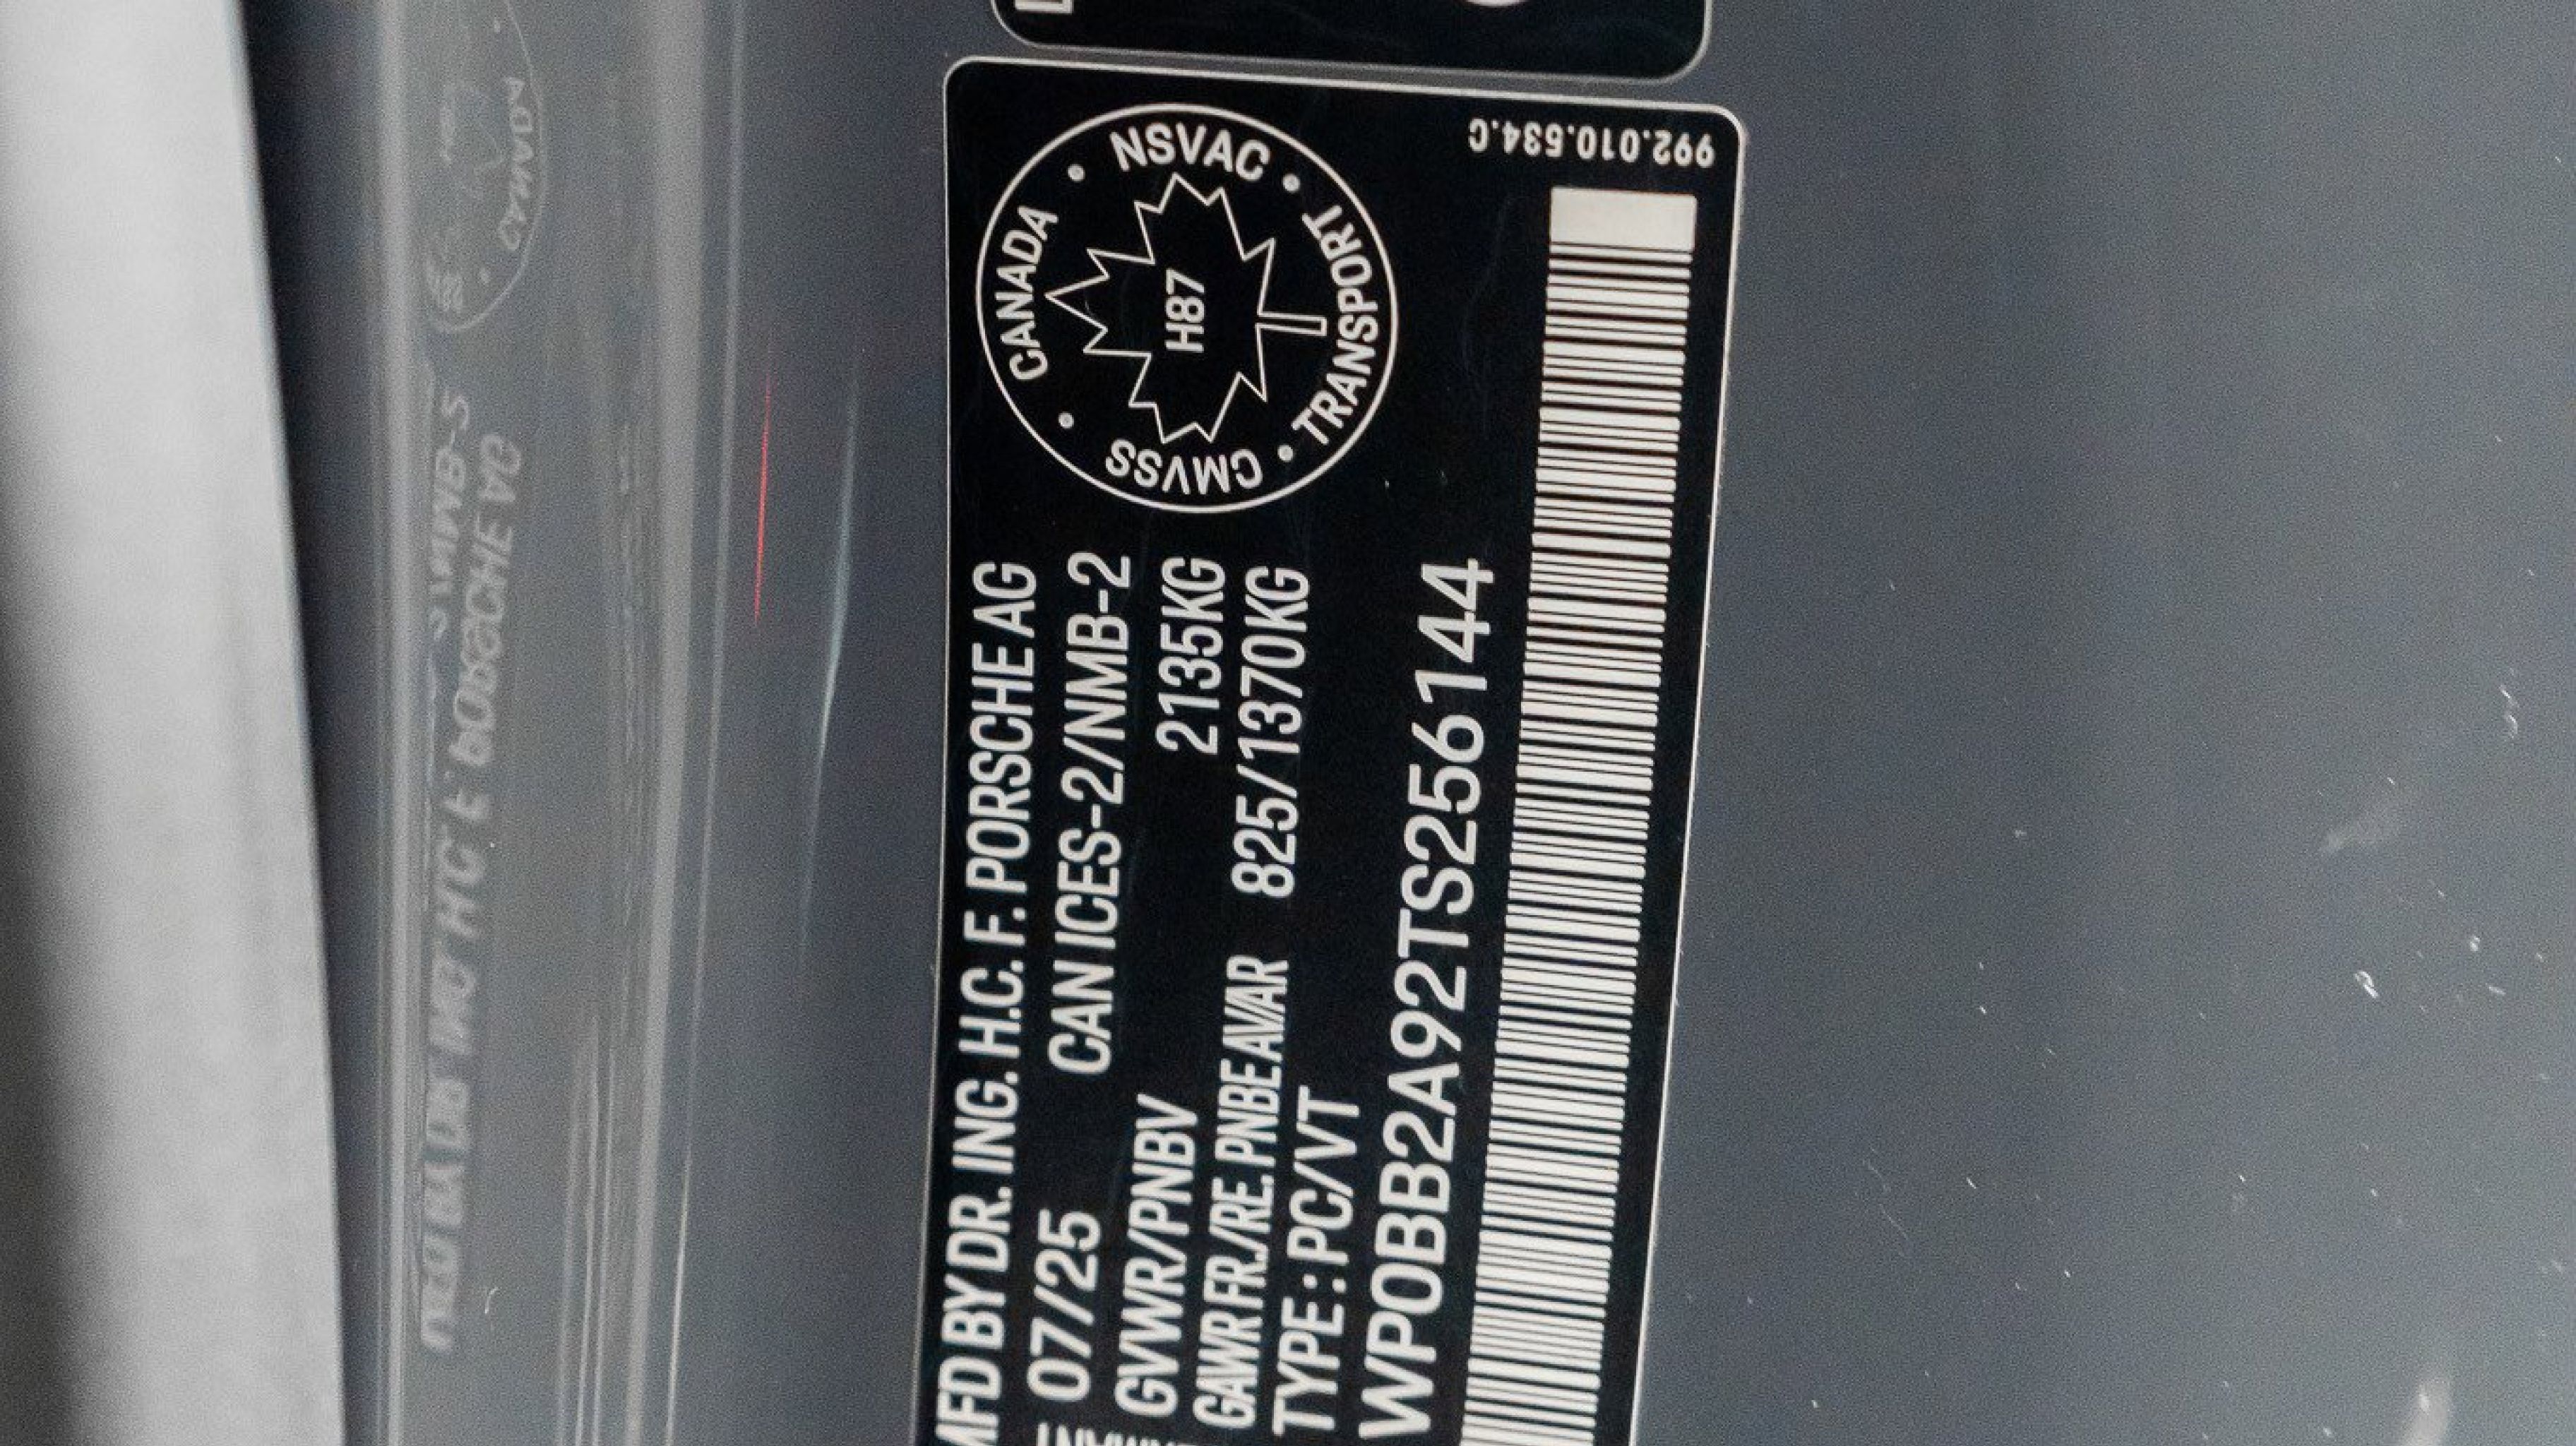 CANADA
NSVAC
TRANSPORT
CMVSS
H87
MFD BY DR. ING. H.C. F. PORSCHE AG
07/25 CAN ICES-2/NMB-2
GVWR/PNBV 2135KG
GAWR FR./RE. PNBE AV/AR 825/1370KG
TYPE: PC/VT
WP0BB2A92TS256144
992.010.534.C